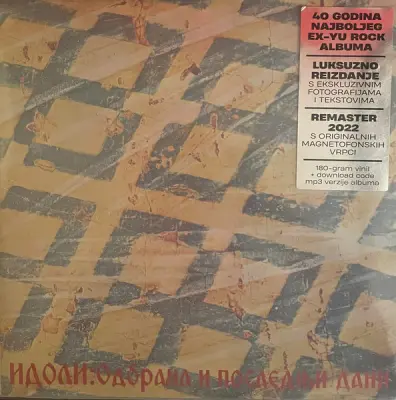 40 GODINA
NAJBOLJEG
EX-YU ROCK
ALBUMA
LUKSUZNO
REIZDANJE
S EKSKLUZIVNIM
FOTOGRAFIJAMA
I TEKSTOVIMA
REMASTER
2022
S ORIGINALNIH
MAGNETOFONSKIH
VRPCI
180-gram vinil
+ download code
mp3 verzije albuma
ИДОЛИ: ОДБРАНА И ПОСЛЕДЊИ ДАНИ